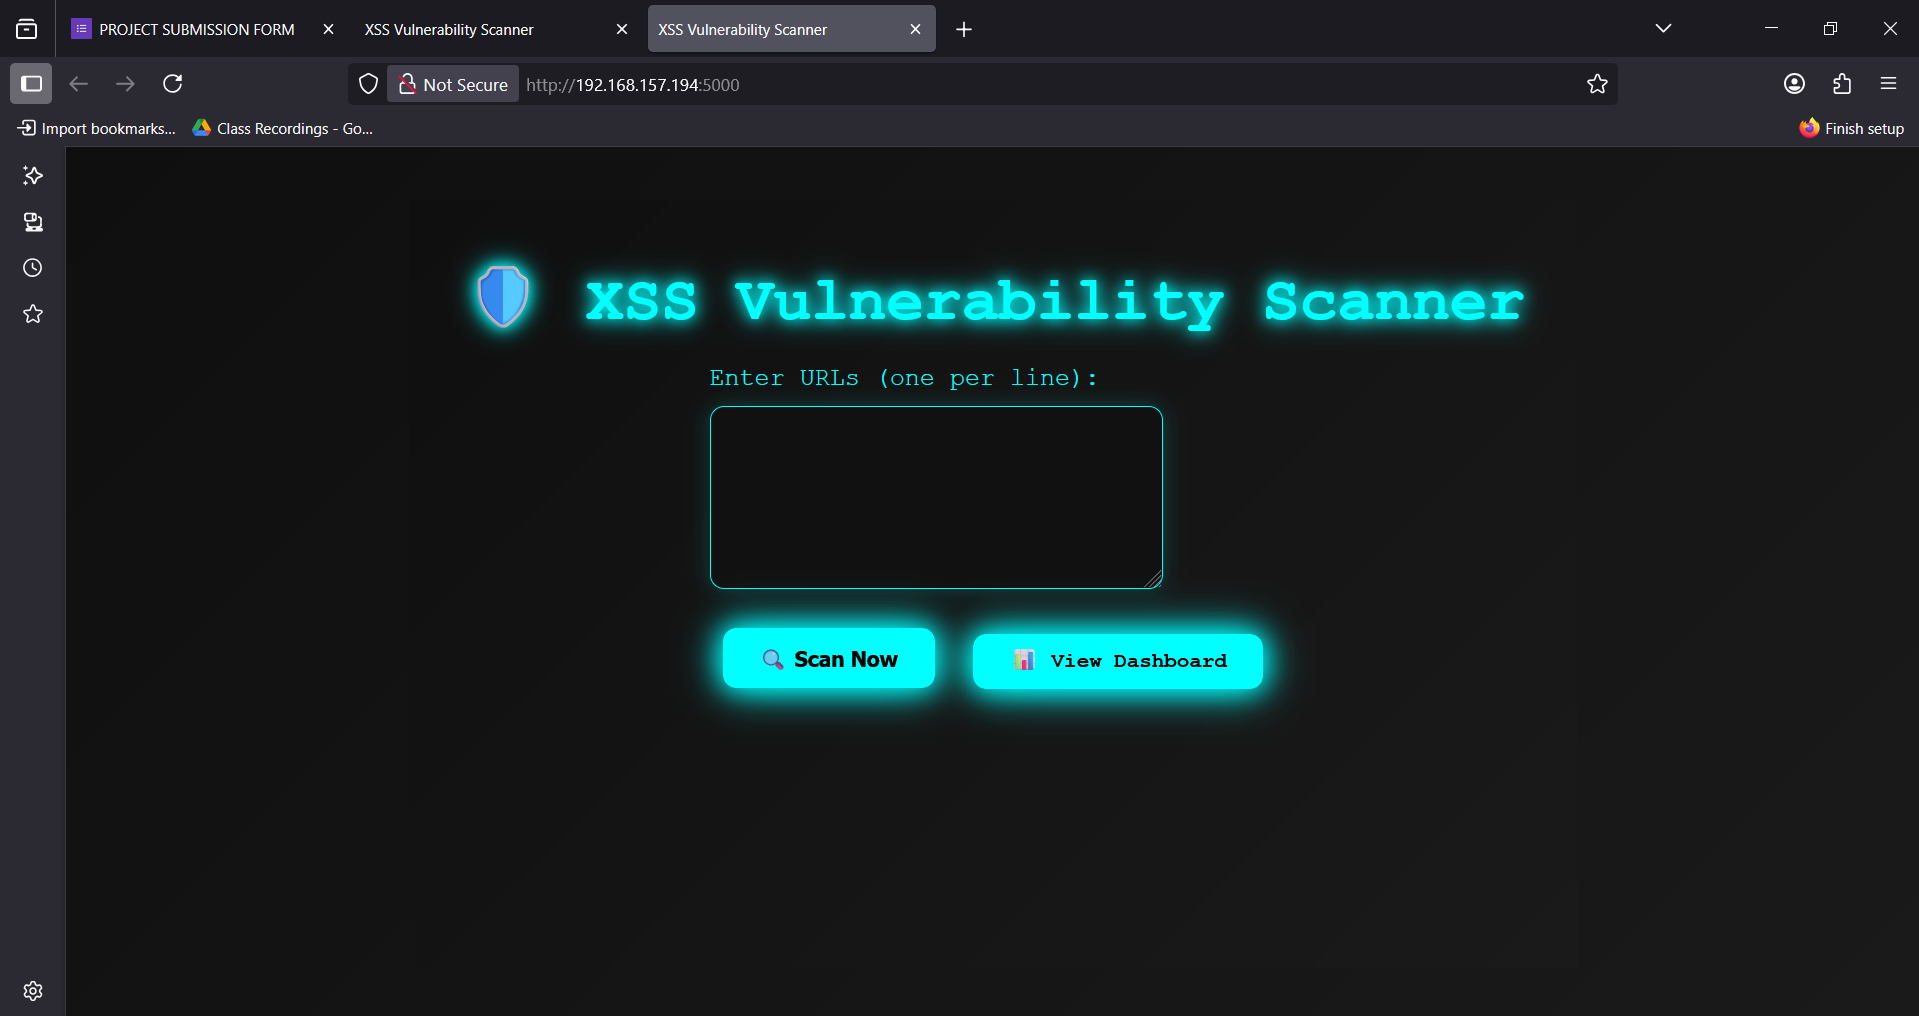 PROJECT SUBMISSION FORM
XSS Vulnerability Scanner
XSS Vulnerability Scanner
Not Secure
http://192.168.157.194:5000
Import bookmarks...
Class Recordings - Go...
Finish setup
XSS Vulnerability Scanner
Enter URLs (one per line):
Scan Now
View Dashboard